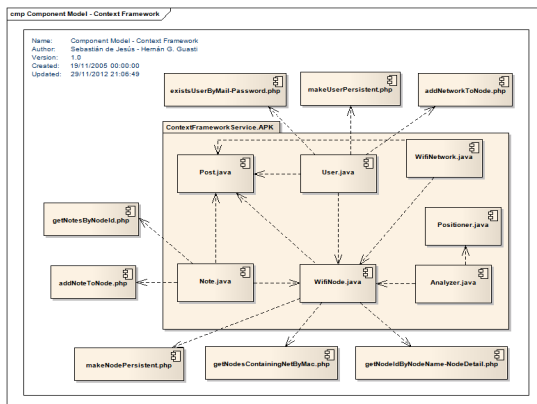 cmp Component Model - Context Framework
Name: Component Model - Context Framework
Author: Sebastián de Jesús - Hernán G. Guasti
Version: 1.0
Created: 19/11/2005 00:00:00
Updated: 29/11/2012 21:06:49
existsUserByMail-Password.php
makeUserPersistent.php
addNetworkToNode.php
ContextFrameworkService.APK
Post.java
User.java
WifiNetwork.java
getNotesByNodeId.php
Positioner.java
addNoteToNode.php
Note.java
WifiNode.java
Analyzer.java
makeNodePersistent.php
getNodesContainingNetByMac.php
getNodeIdByNodeName-NodeDetail.php